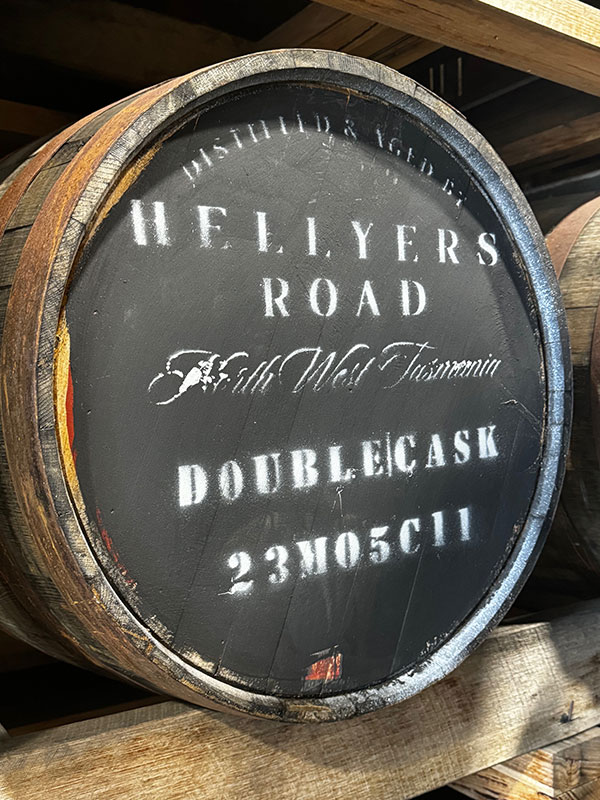 DISTILLED & AGED BY
HELLYERS
ROAD
North West Tasmania
DOUBLE CASK
23M05C11